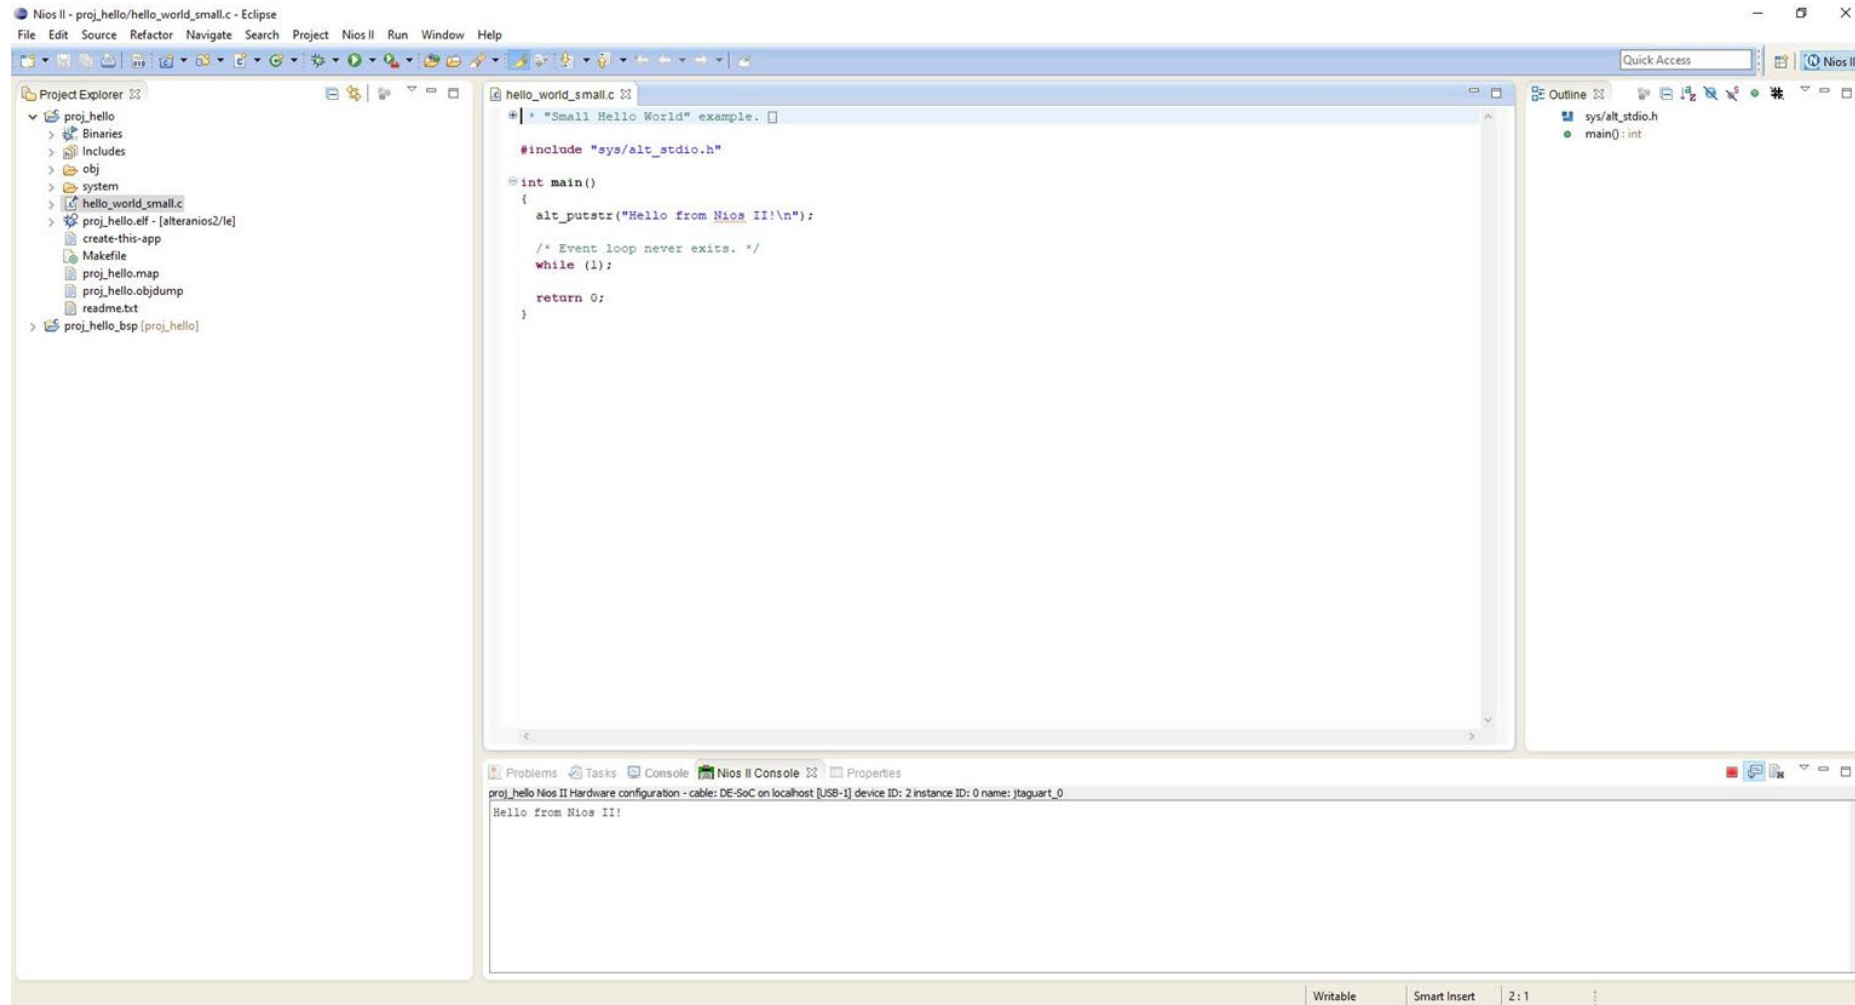 Nios II - proj_hello/hello_world_small.c - Eclipse
File Edit Source Refactor Navigate Search Project Nios II Run Window Help
Quick Access
Nios II
Project Explorer
proj_hello
Binaries
Includes
obj
system
hello_world_small.c
proj_hello.elf - [alteranios2/le]
create-this-app
Makefile
proj_hello.map
proj_hello.objdump
readme.txt
proj_hello_bsp [proj_hello]
hello_world_small.c
* "Small Hello World" example.
#include "sys/alt_stdio.h"
int main()
{
alt_putstr("Hello from Nios II!\n");
/* Event loop never exits. */
while (1);
return 0;
}
Outline
sys/alt_stdio.h
main() : int
Problems Tasks Console Nios II Console Properties
proj_hello Nios II Hardware configuration - cable: DE-SoC on localhost [USB-1] device ID: 2 instance ID: 0 name: jtaguart_0
Hello from Nios II!
Writable Smart Insert 2 : 1